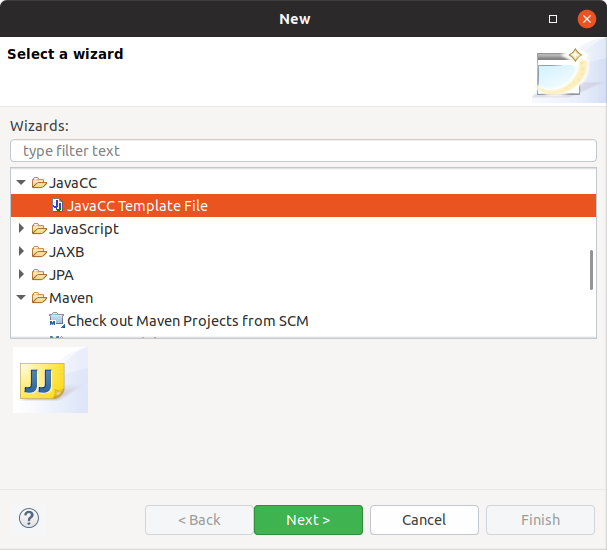 New
Select a wizard
Wizards:
type filter text
JavaCC
JavaCC Template File
JavaScript
JAXB
JPA
Maven
Check out Maven Projects from SCM
JJ
< Back
Next >
Cancel
Finish